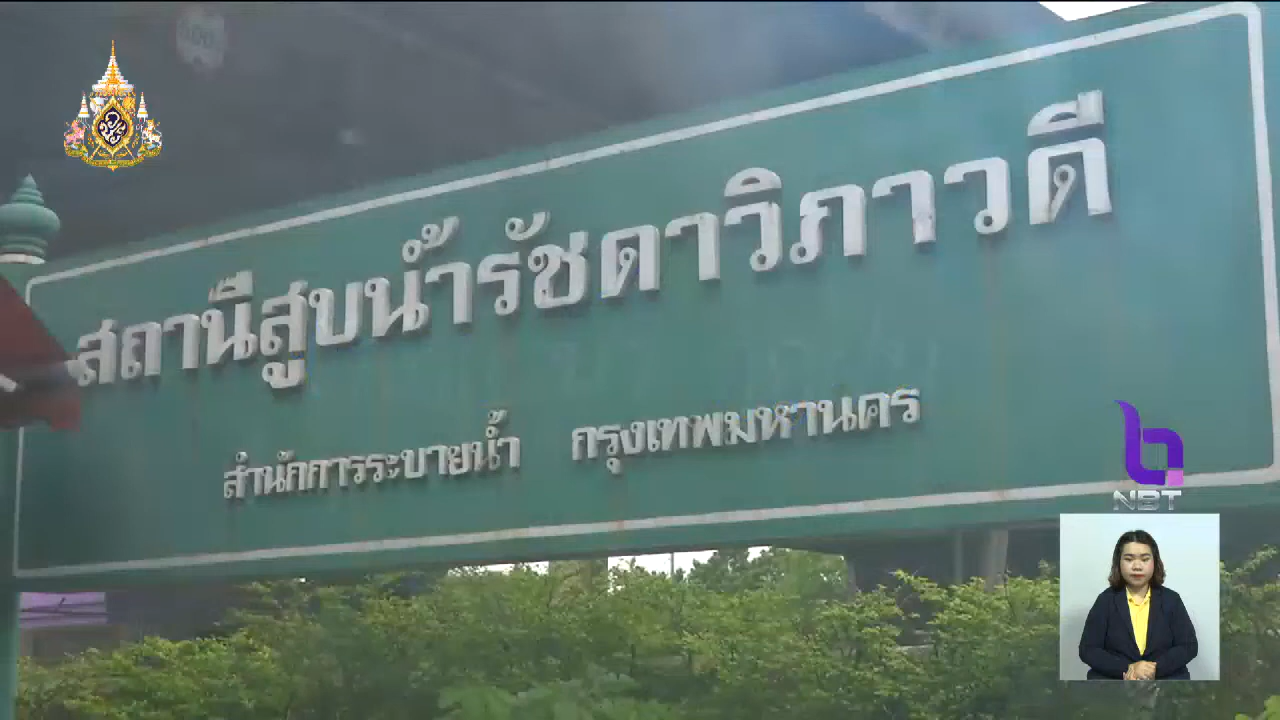 สถานีสูบน้ำรัชดาวิภาวดี
สำนักการระบายน้ำ กรุงเทพมหานคร
NBT